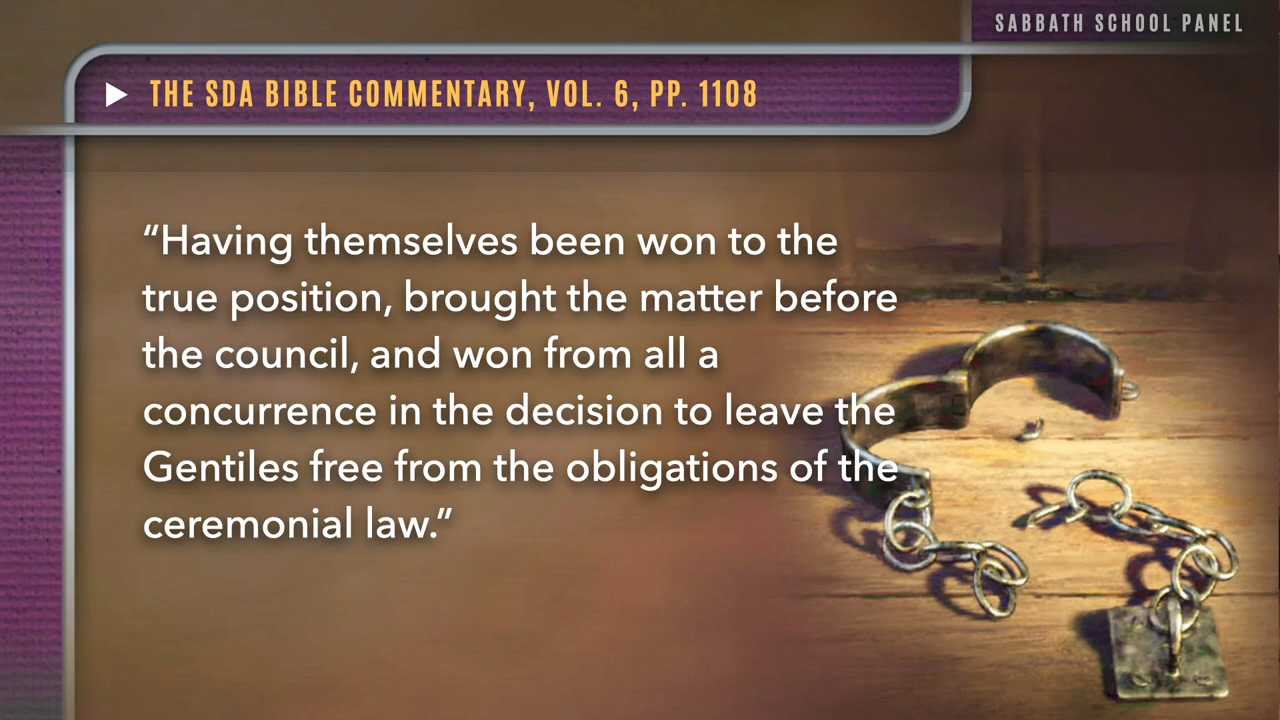 SABBATH SCHOOL PANEL
THE SDA BIBLE COMMENTARY, VOL. 6, PP. 1108
“Having themselves been won to the
true position, brought the matter before
the council, and won from all a
concurrence in the decision to leave the
Gentiles free from the obligations of the
ceremonial law.”